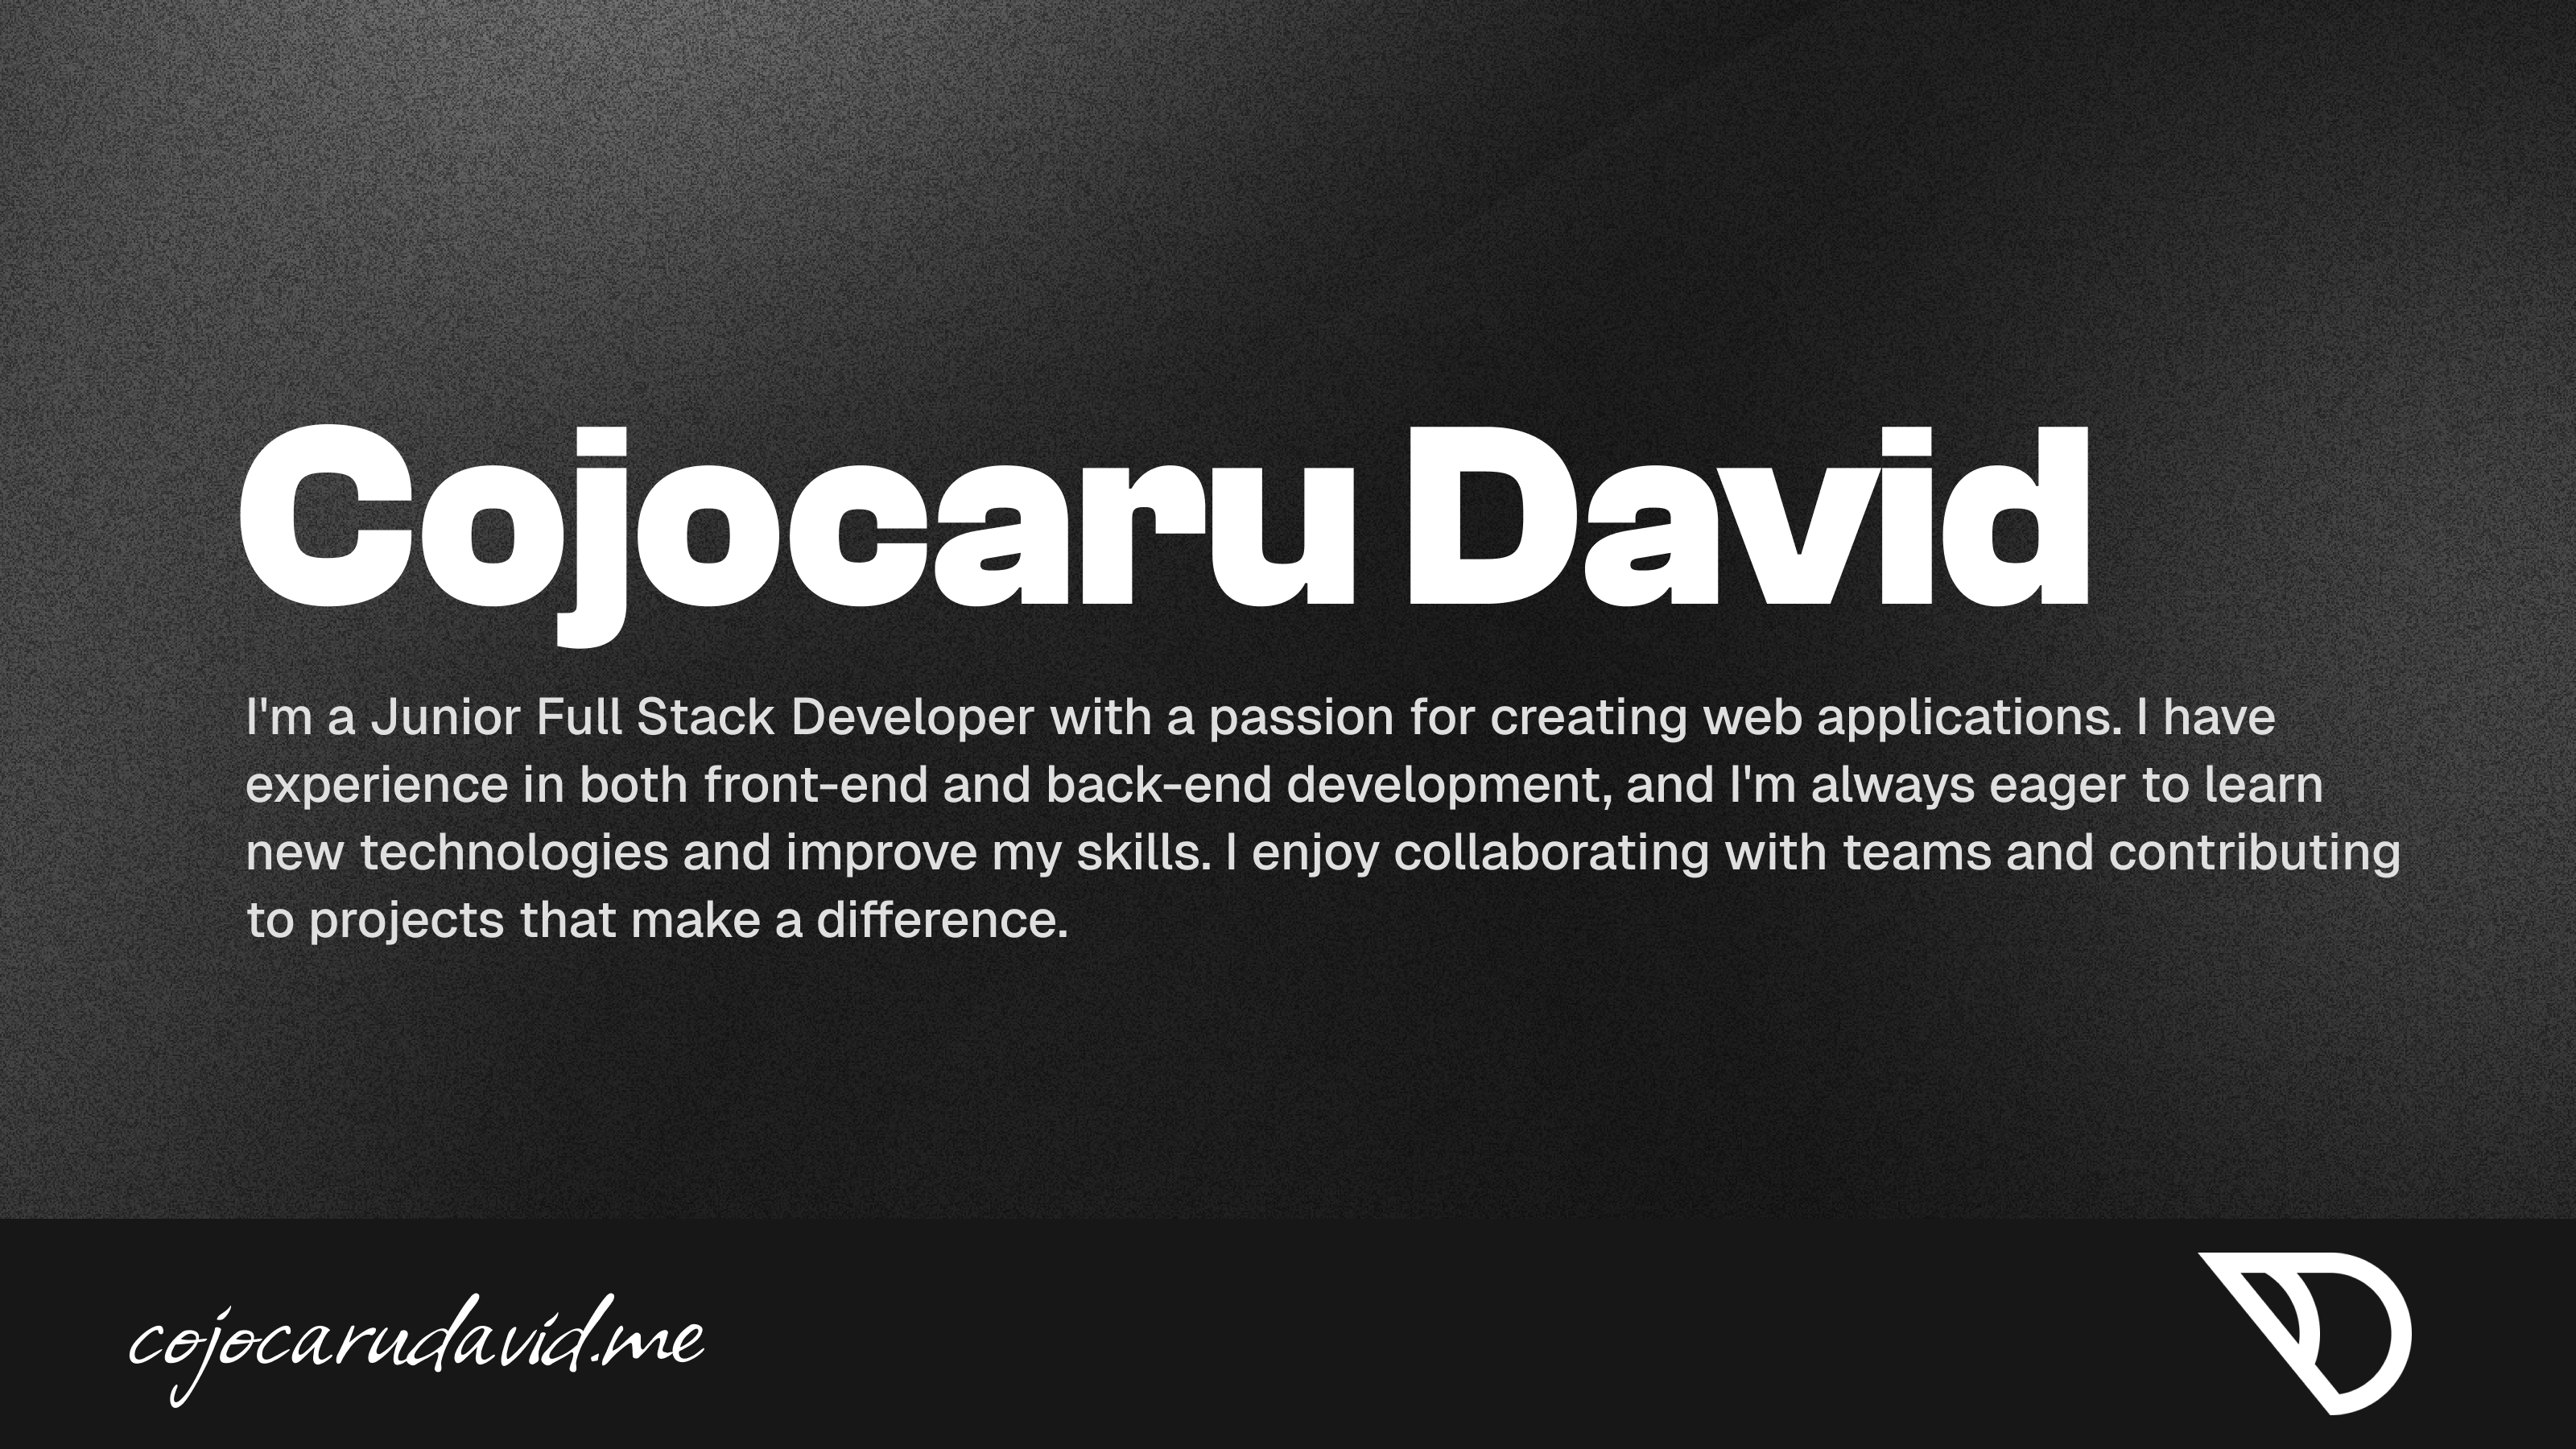 Cojocaru David
I'm a Junior Full Stack Developer with a passion for creating web applications. I have
experience in both front-end and back-end development, and I'm always eager to learn
new technologies and improve my skills. I enjoy collaborating with teams and contributing
to projects that make a difference.
cojocarudavid.me